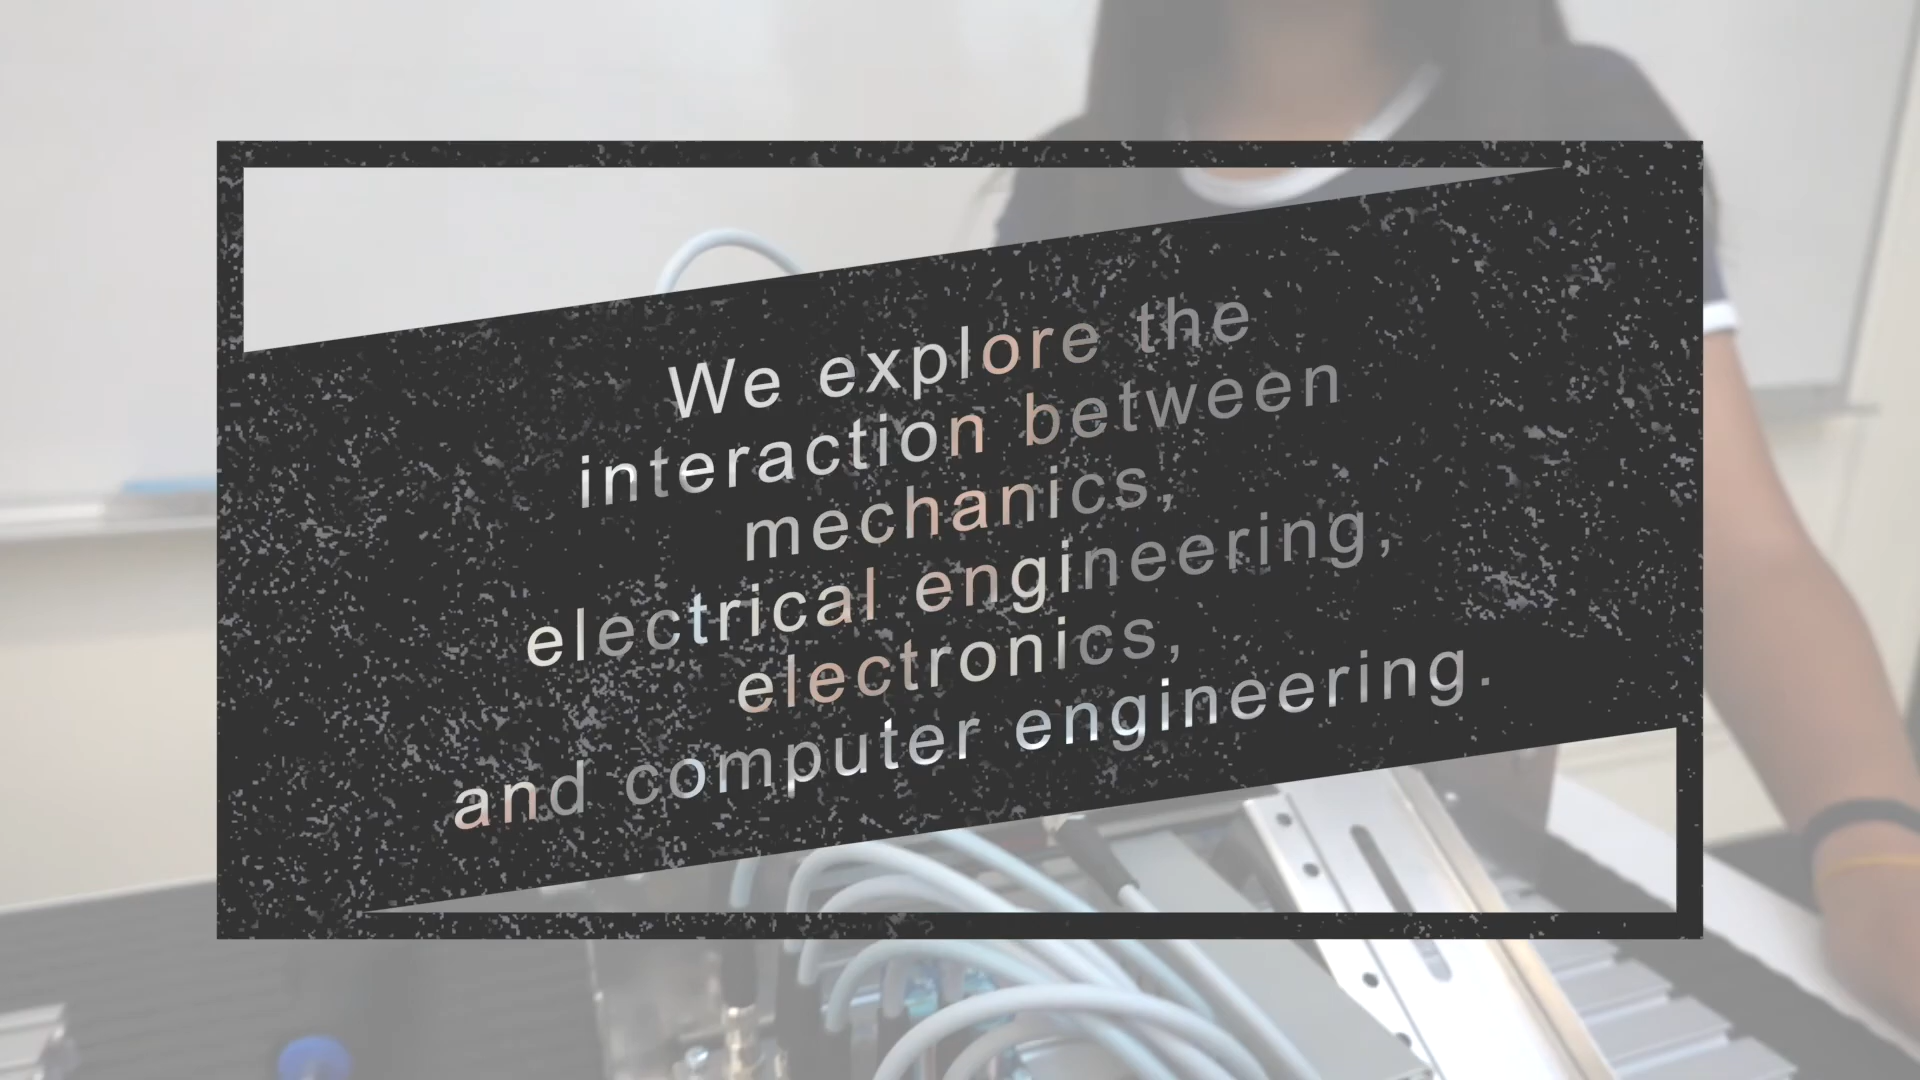 We explore the
interaction between
mechanics,
electrical engineering,
electronics,
and computer engineering.